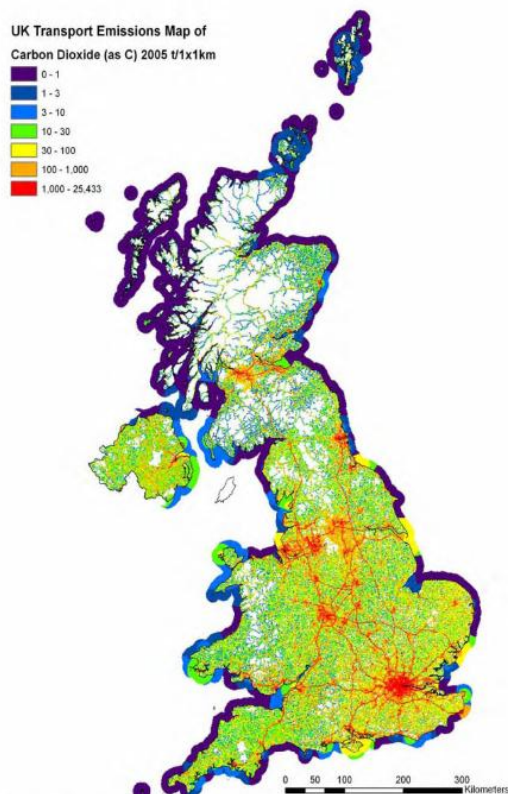 UK Transport Emissions Map of
Carbon Dioxide (as C) 2005 t/1x1km
0 - 1
1 - 3
3 - 10
10 - 30
30 - 100
100 - 1,000
1,000 - 25,433
0 50 100 200 300
Kilometers